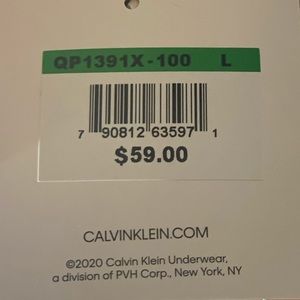 QP1391X-100 L
7 90812 63597 1
$59.00
CALVINKLEIN.COM
©2020 Calvin Klein Underwear,
a division of PVH Corp., New York, NY